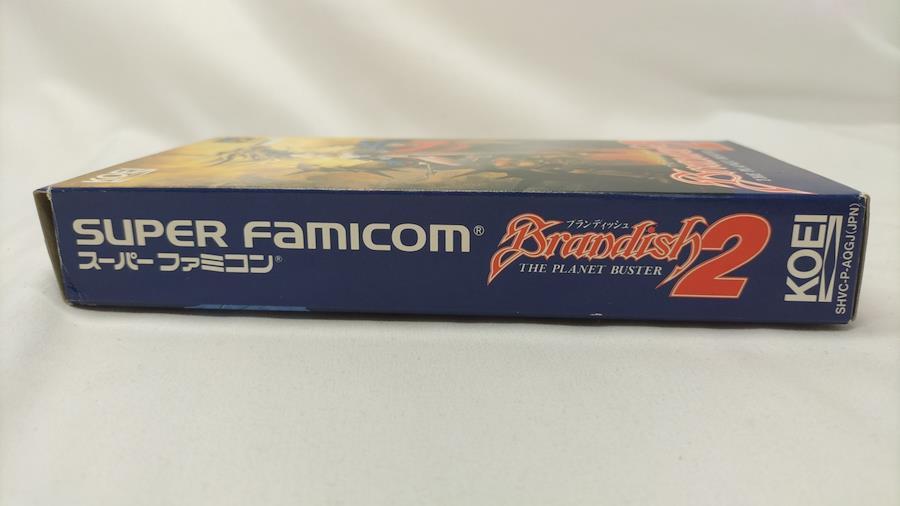 KOEI
SUPER FAMICOM®
スーパーファミコン®
ブランディッシュ
Brandish 2
THE PLANET BUSTER
KOEI
SHVC-P-AQGJ(JPN)